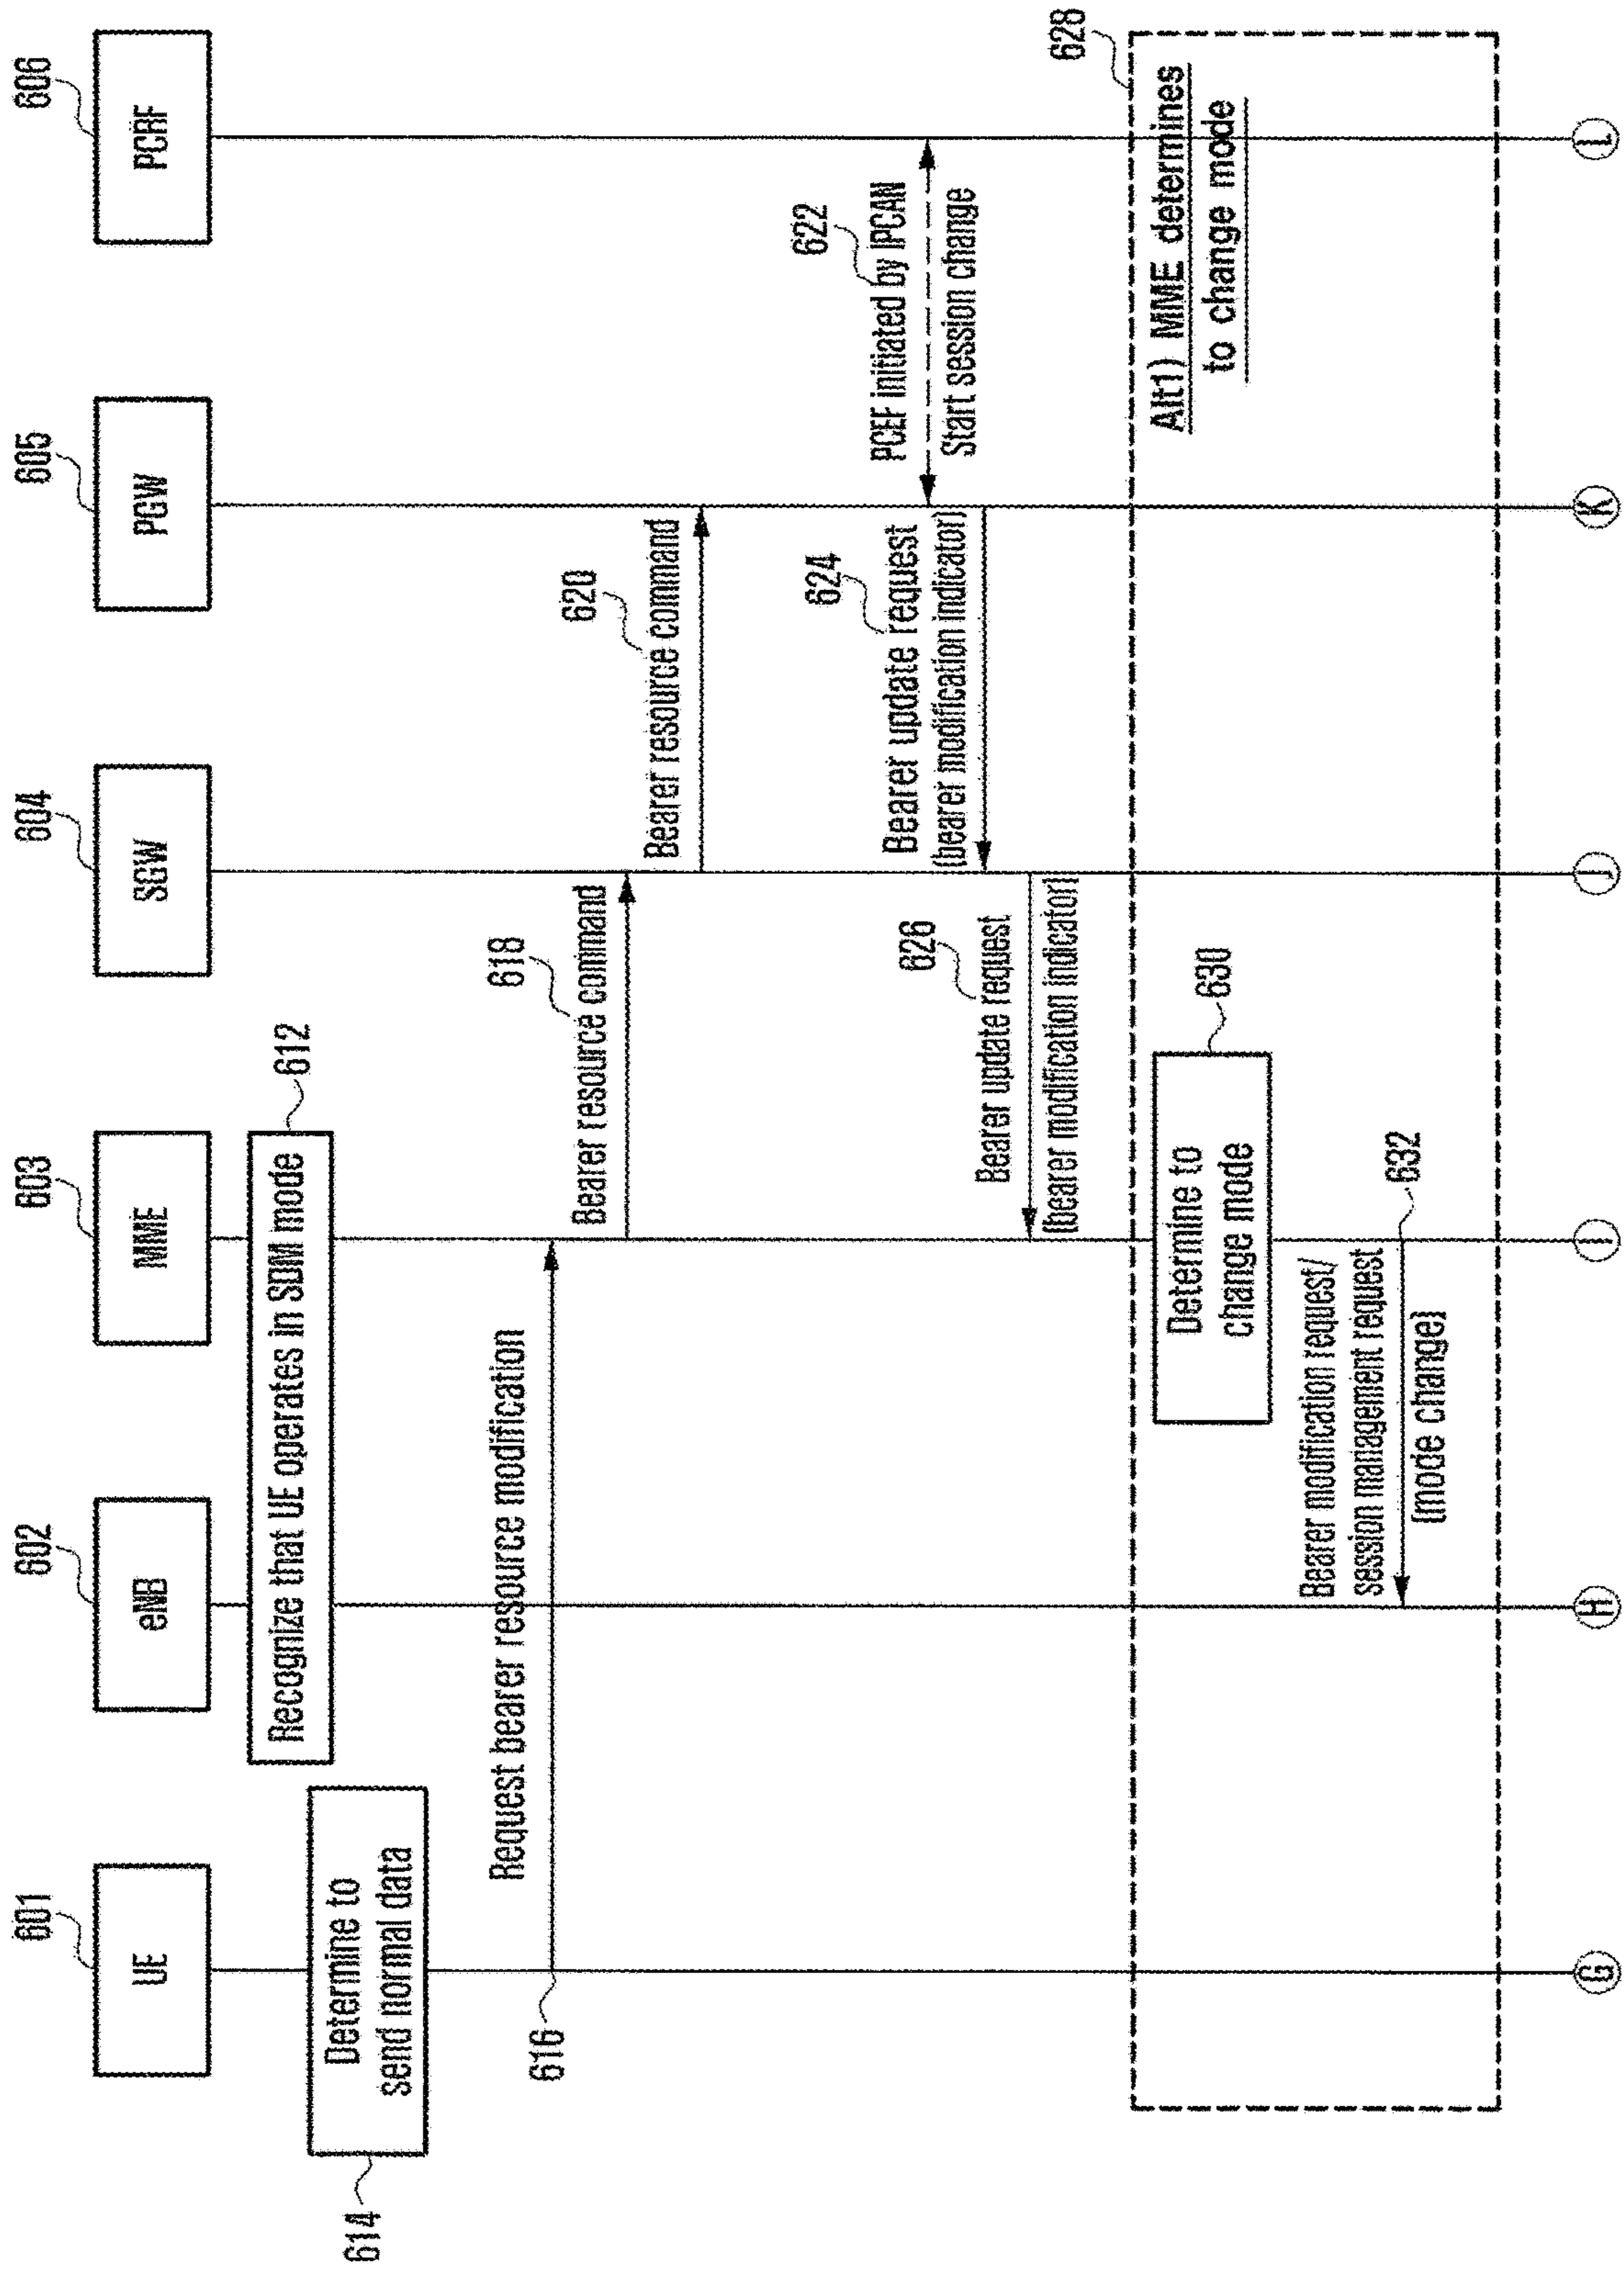 601
602
603
604
605
606
UE
eNB
MME
SGW
PGW
PCRF
612
Recognize that UE operates in SDM mode
614
Determine to
send normal data
616
Request bearer resource modification
618
Bearer resource command
620
Bearer resource command
622
PCEF initiated by IPCAN
Start session change
624
Bearer update request
(bearer modification indicator)
626
Bearer update request
(bearer modification indicator)
628
Alt1) MME determines
to change mode
630
Determine to
change mode
632
Bearer modification request/
session management request
(mode change)
G
H
I
J
K
L